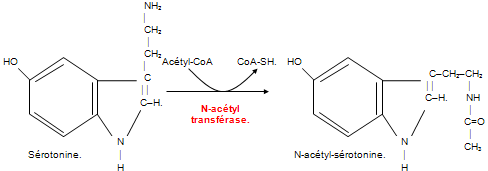 NH₂
CH₂
CH₂
Acétyl-CoA
CoA-SH.
HO
C
C–H.
N
H
Sérotonine.
N-acétyl
transférase.
HO
C–CH₂–CH₂
C–H.
NH
C=O
CH₃
N
H
N-acétyl-sérotonine.